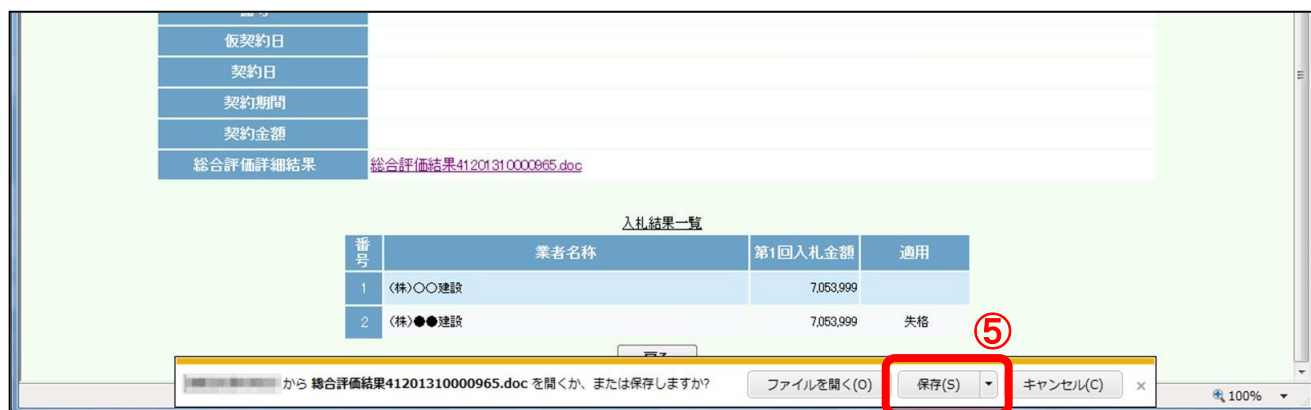 仮契約日
契約日
契約期間
契約金額
総合評価詳細結果 総合評価結果41201310000965.doc
入札結果一覧
番号 業者名称 第1回入札金額 適用
1 (株)〇〇建設 7,053,999
2 (株)●●建設 7,053,999 失格
⑤
から 総合評価結果41201310000965.doc を開くか、または保存しますか? ファイルを開く(O) 保存(S) ▼ キャンセル(C) ×
100% ▼